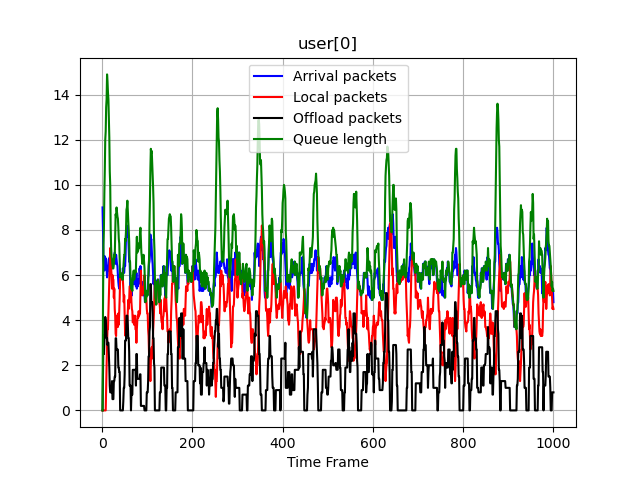 user[0]
Arrival packets
Local packets
Offload packets
Queue length
14
12
10
8
6
4
2
0
0 200 400 600 800 1000
Time Frame